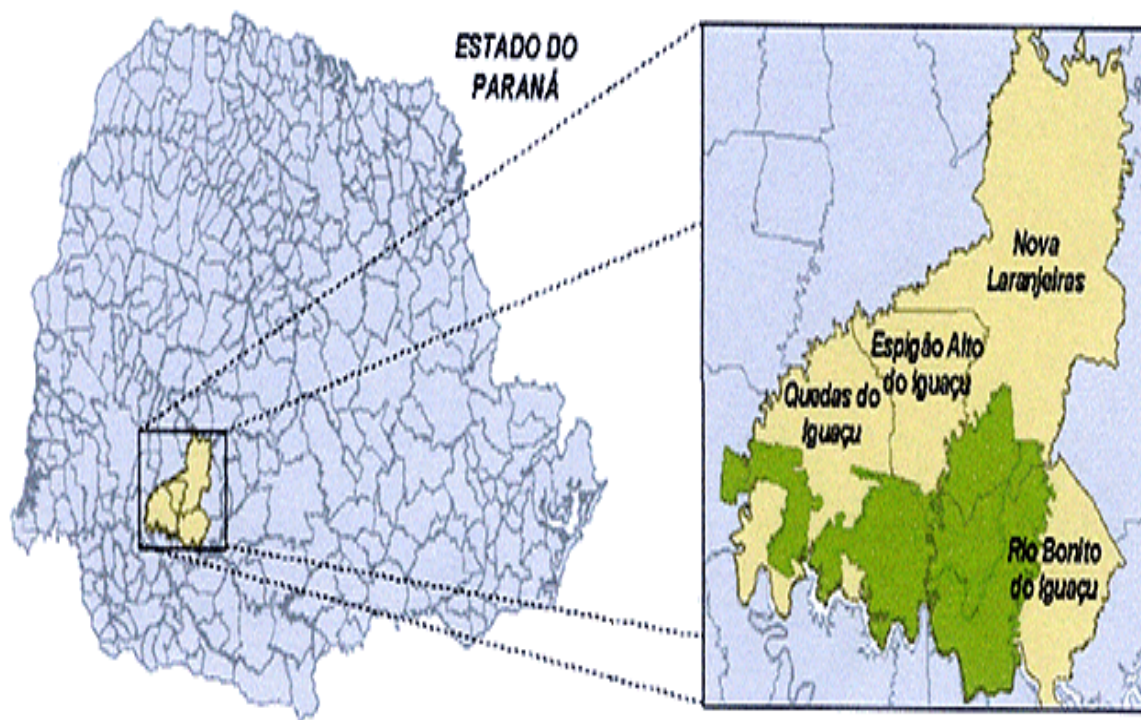 ESTADO DO
PARANÁ
Nova
Laranjeiras
Espigão Alto
do Iguaçu
Quedas do
Iguaçu
Rio Bonito
do Iguaçu